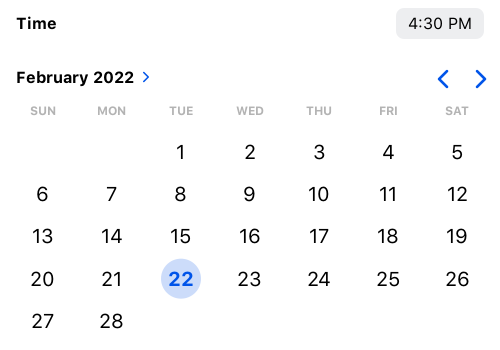 Time 4:30 PM
February 2022
SUN MON TUE WED THU FRI SAT
1 2 3 4 5
6 7 8 9 10 11 12
13 14 15 16 17 18 19
20 21 22 23 24 25 26
27 28